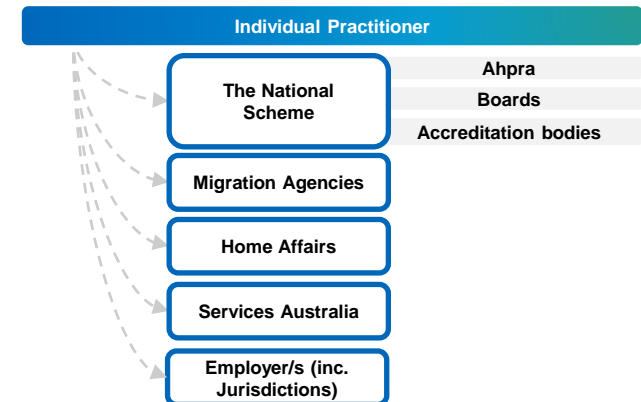 Individual Practitioner
The National
Scheme
Ahpra
Boards
Accreditation bodies
Migration Agencies
Home Affairs
Services Australia
Employer/s (inc.
Jurisdictions)